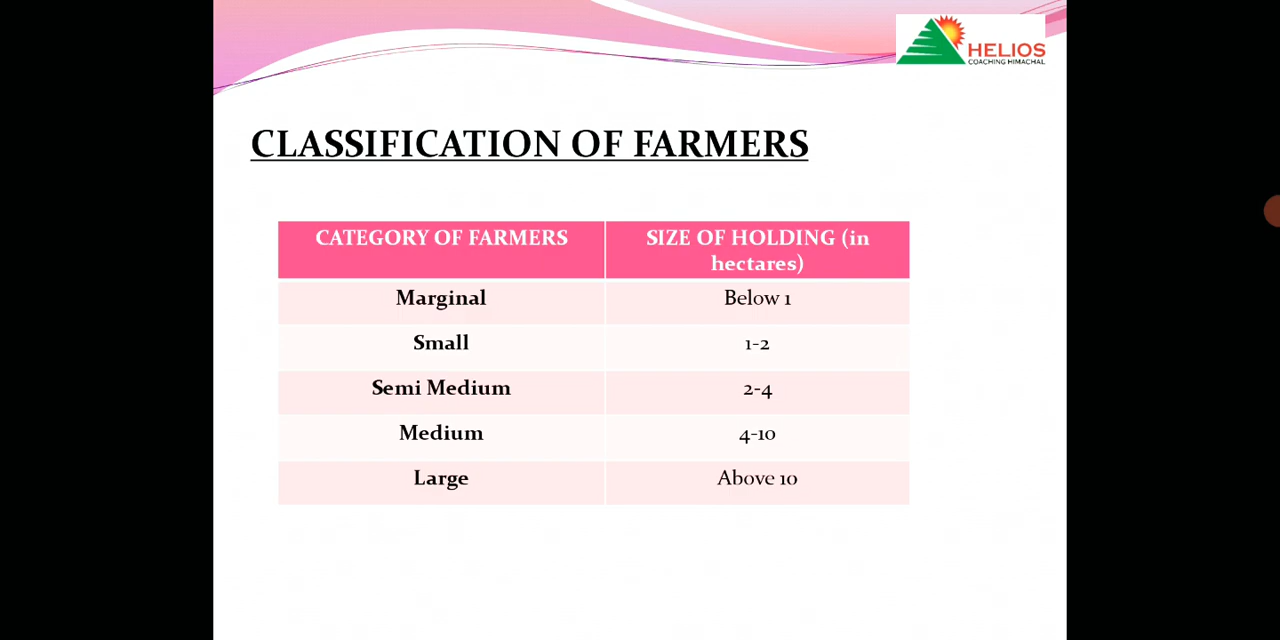 HELIOS
COACHING HIMACHAL
CLASSIFICATION OF FARMERS
CATEGORY OF FARMERS
SIZE OF HOLDING (in
hectares)
Marginal
Below 1
Small
1-2
Semi Medium
2-4
Medium
4-10
Large
Above 10